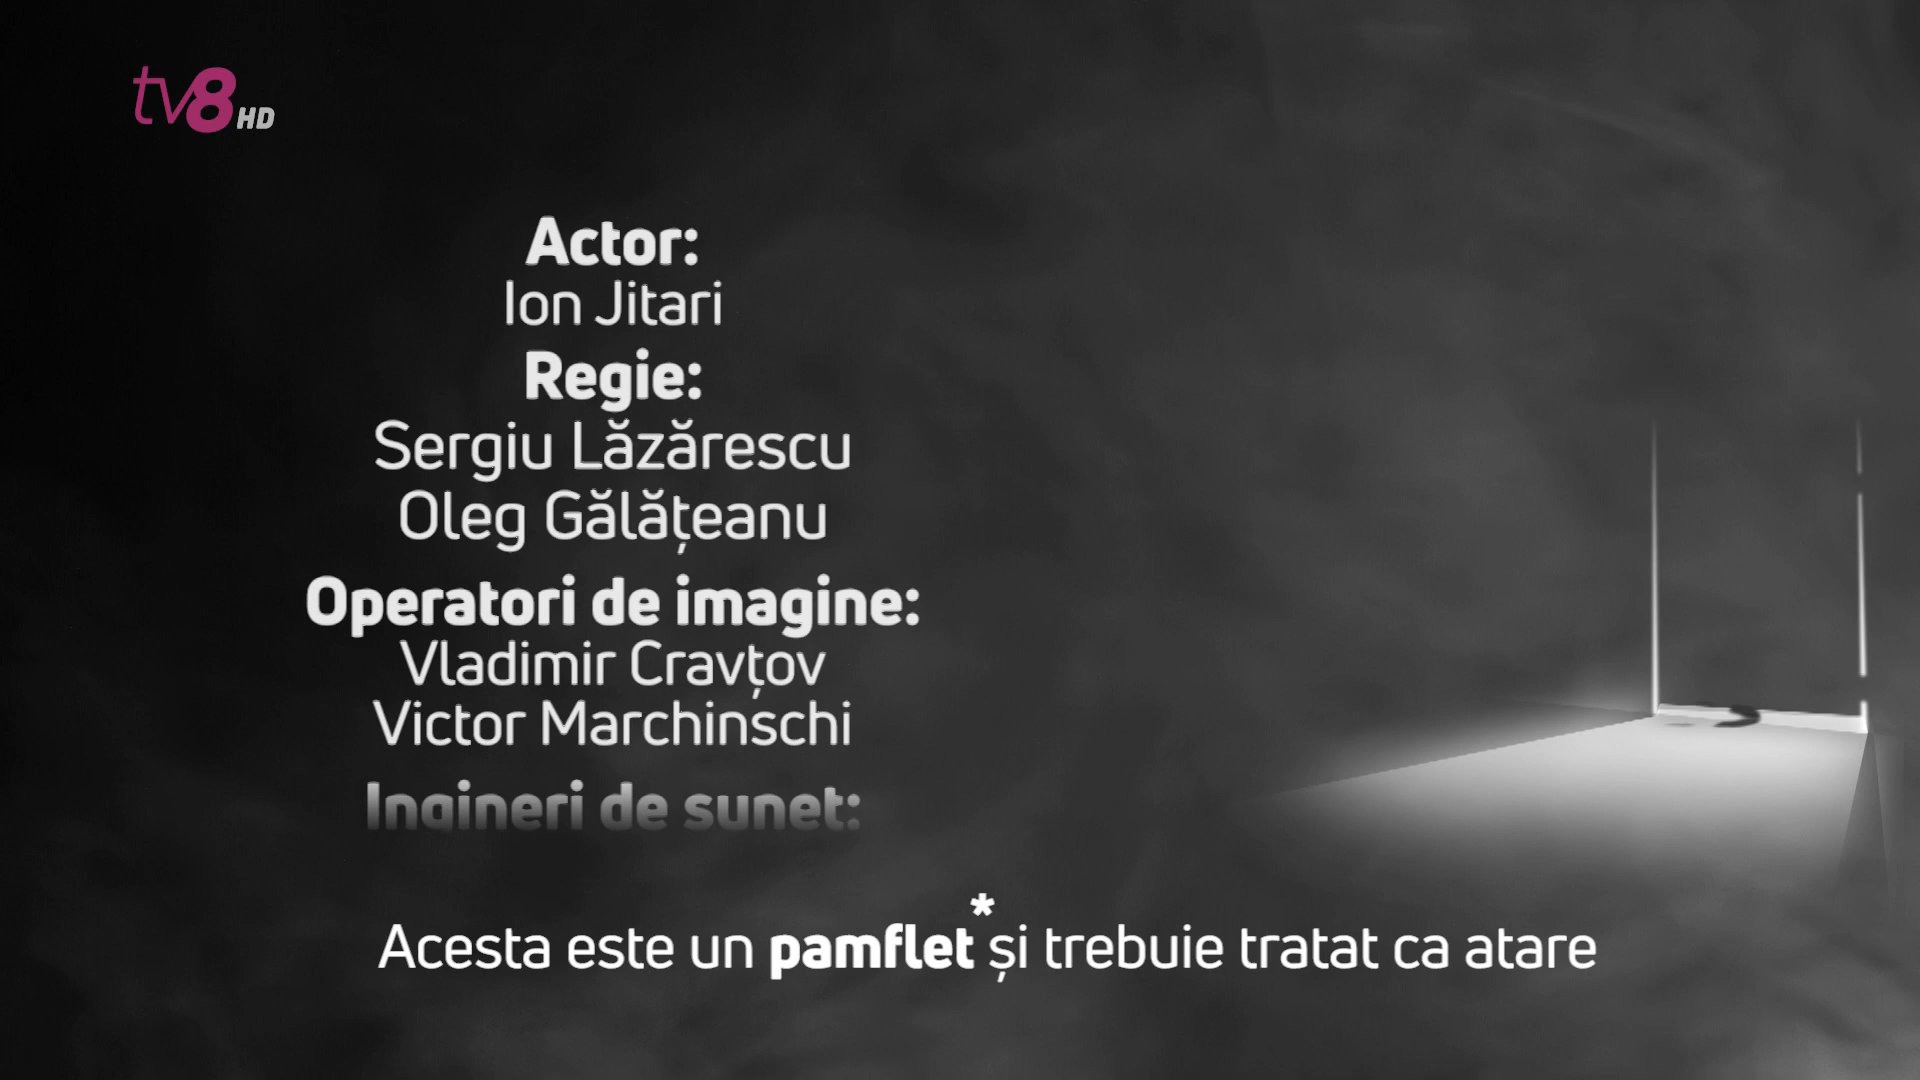 tv8 HD
Actor:
Ion Jitari
Regie:
Sergiu Lăzărescu
Oleg Gălățeanu
Operatori de imagine:
Vladimir Cravțov
Victor Marchinschi
Ingineri de sunet:
Acesta este un pamflet* și trebuie tratat ca atare